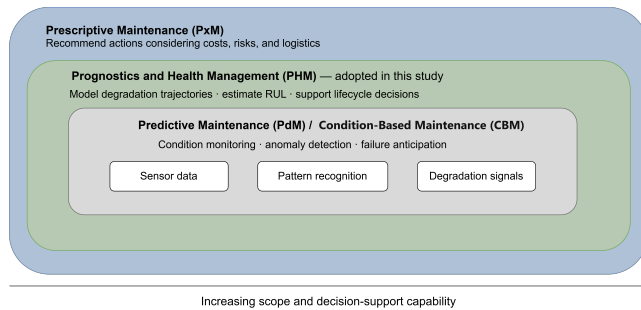 Prescriptive Maintenance (PxM)
Recommend actions considering costs, risks, and logistics
Prognostics and Health Management (PHM) — adopted in this study
Model degradation trajectories · estimate RUL · support lifecycle decisions
Predictive Maintenance (PdM) / Condition-Based Maintenance (CBM)
Condition monitoring · anomaly detection · failure anticipation
Sensor data
Pattern recognition
Degradation signals
Increasing scope and decision-support capability